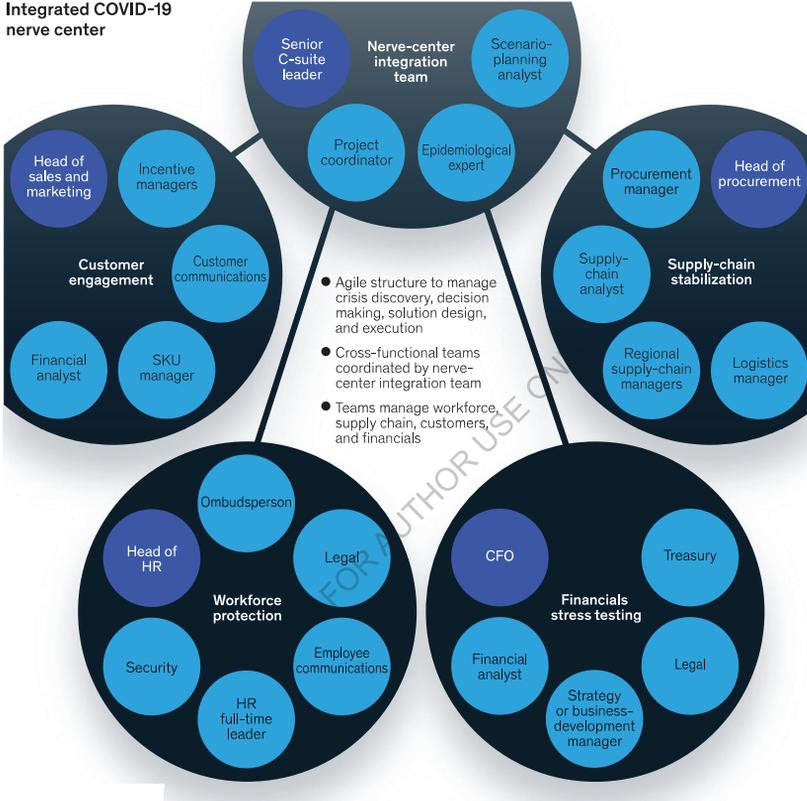 Integrated COVID-19
nerve center
Senior
C-suite
leader
Nerve-center
integration
team
Scenario-
planning
analyst
Project
coordinator
Epidemiological
expert
Head of
sales and
marketing
Incentive
managers
Customer
engagement
Customer
communications
Financial
analyst
SKU
manager
Procurement
manager
Head of
procurement
Supply-
chain
analyst
Supply-chain
stabilization
Regional
supply-chain
managers
Logistics
manager
● Agile structure to manage
crisis discovery, decision
making, solution design,
and execution
● Cross-functional teams
coordinated by nerve-
center integration team
● Teams manage workforce,
supply chain, customers,
and financials
Ombudsperson
Head of
HR
Legal
Workforce
protection
Security
Employee
communications
HR
full-time
leader
CFO
Treasury
Financials
stress testing
Financial
analyst
Legal
Strategy
or business-
development
manager
FOR AUTHOR USE ON